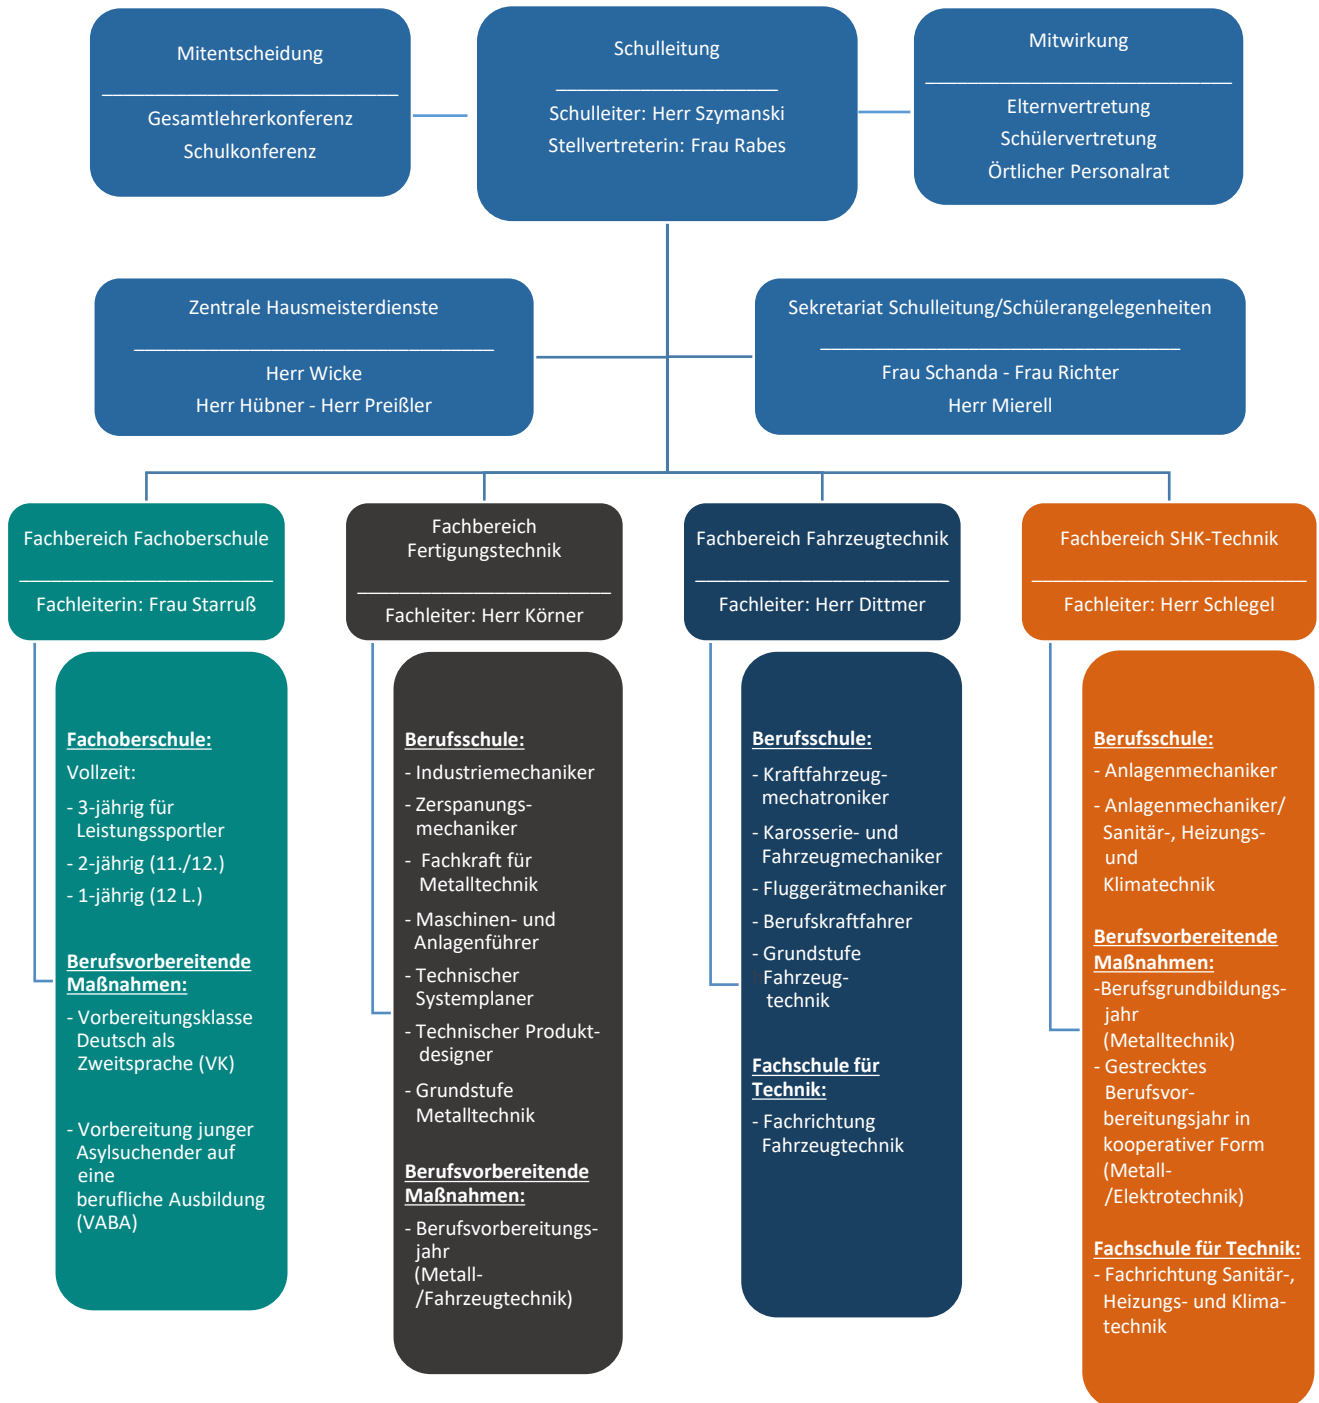 Mitentscheidung
Gesamtlehrerkonferenz
Schulkonferenz
Schulleitung
Schulleiter: Herr Szymanski
Stellvertreterin: Frau Rabes
Mitwirkung
Elternvertretung
Schülervertretung
Örtlicher Personalrat
Zentrale Hausmeisterdienste
Herr Wicke
Herr Hübner - Herr Preißler
Sekretariat Schulleitung/Schülerangelegenheiten
Frau Schanda - Frau Richter
Herr Mierell
Fachbereich Fachoberschule
Fachleiterin: Frau Starruß
Fachoberschule:
Vollzeit:
- 3-jährig für
Leistungssportler
- 2-jährig (11./12.)
- 1-jährig (12 L.)
Berufsvorbereitende
Maßnahmen:
- Vorbereitungsklasse
Deutsch als
Zweitsprache (VK)
- Vorbereitung junger
Asylsuchender auf
eine
berufliche Ausbildung
(VABA)
Fachbereich
Fertigungstechnik
Fachleiter: Herr Körner
Berufsschule:
- Industriemechaniker
- Zerspanungs-
mechaniker
- Fachkraft für
Metalltechnik
- Maschinen- und
Anlagenführer
- Technischer
Systemplaner
- Technischer Produkt-
designer
- Grundstufe
Metalltechnik
Berufsvorbereitende
Maßnahmen:
- Berufsvorbereitungs-
jahr
(Metall-
/Fahrzeugtechnik)
Fachbereich Fahrzeugtechnik
Fachleiter: Herr Dittmer
Berufsschule:
- Kraftfahrzeug-
mechatroniker
- Karosserie- und
Fahrzeugmechaniker
- Fluggerätmechaniker
- Berufskraftfahrer
- Grundstufe
Fahrzeug-
technik
Fachschule für
Technik:
- Fachrichtung
Fahrzeugtechnik
Fachbereich SHK-Technik
Fachleiter: Herr Schlegel
Berufsschule:
- Anlagenmechaniker
- Anlagenmechaniker/
Sanitär-, Heizungs-
und
Klimatechnik
Berufsvorbereitende
Maßnahmen:
-Berufsgrundbildungs-
jahr
(Metalltechnik)
- Gestrecktes
Berufsvor-
bereitungsjahr in
kooperativer Form
(Metall-
/Elektrotechnik)
Fachschule für Technik:
- Fachrichtung Sanitär-,
Heizungs- und Klima-
technik